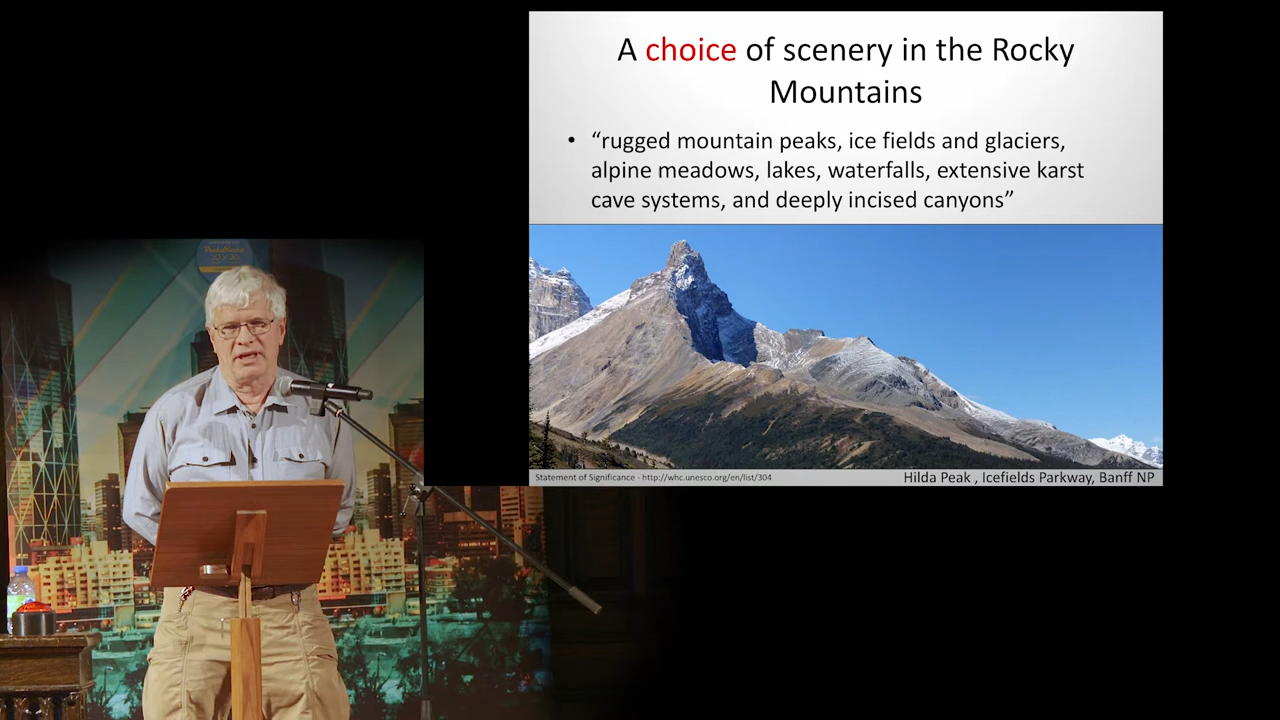 A choice of scenery in the Rocky
Mountains
• “rugged mountain peaks, ice fields and glaciers,
alpine meadows, lakes, waterfalls, extensive karst
cave systems, and deeply incised canyons”
Statement of Significance - http://whc.unesco.org/en/list/304
Hilda Peak , Icefields Parkway, Banff NP
PechaKucha
20x20